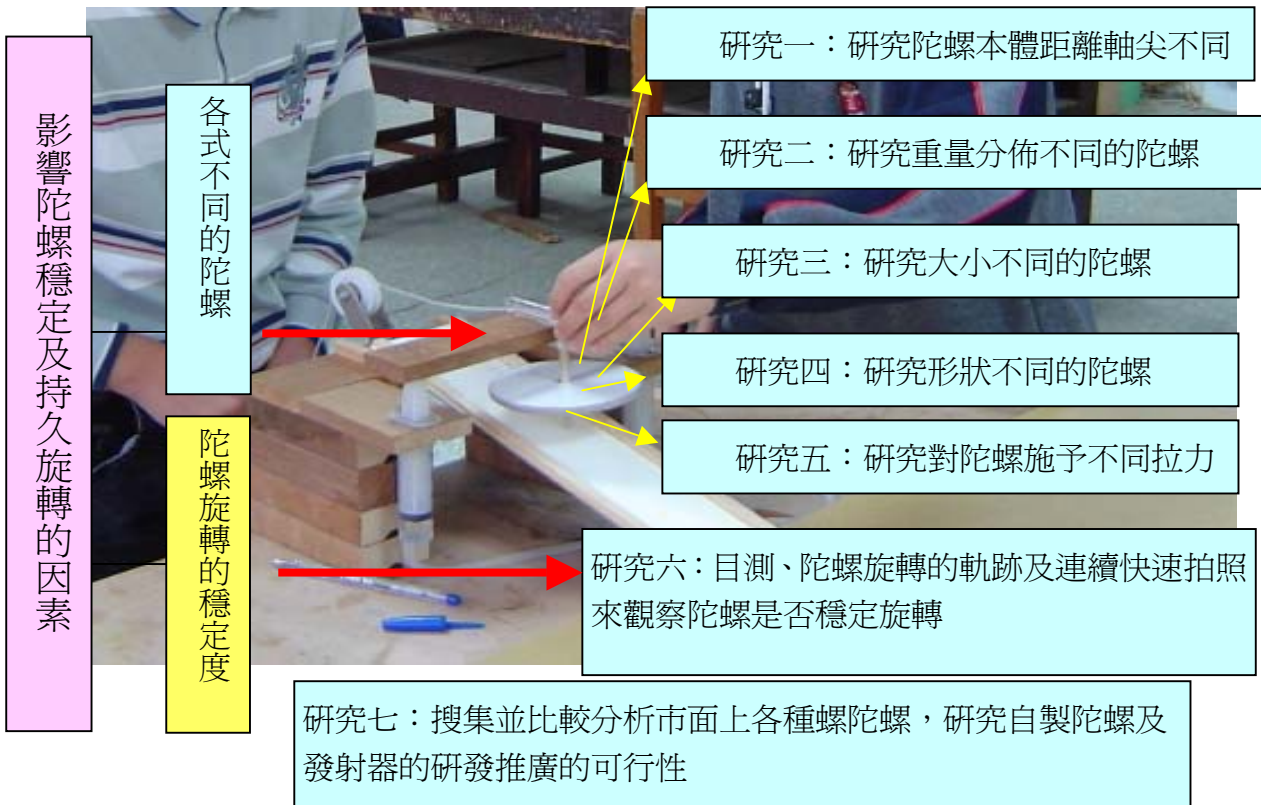 影響陀螺穩定及持久旋轉的因素
各式不同的陀螺
陀螺旋轉的穩定度
研究一：研究陀螺本體距離軸尖不同
研究二：研究重量分佈不同的陀螺
研究三：研究大小不同的陀螺
研究四：研究形狀不同的陀螺
研究五：研究對陀螺施予不同拉力
研究六：目測、陀螺旋轉的軌跡及連續快速拍照
來觀察陀螺是否穩定旋轉
研究七：搜集並比較分析市面上各種螺陀螺，研究自製陀螺及
發射器的研發推廣的可行性